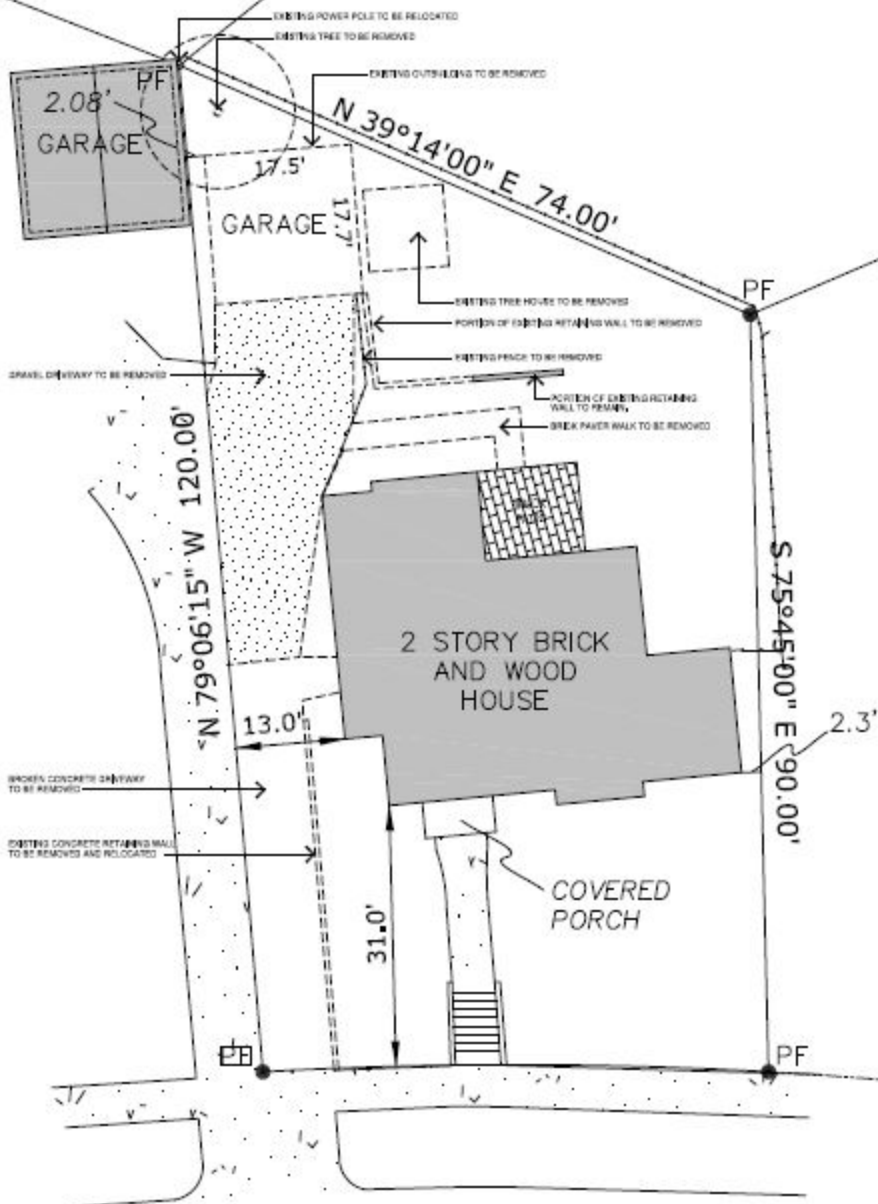 EXISTING POWER POLE TO BE RELOCATED
EXISTING TREE TO BE REMOVED
EXISTING OUTBUILDING TO BE REMOVED
PF
2.08'
GARAGE
N 39°14'00" E 74.00'
17.5'
17.7'
GARAGE
PF
EXISTING TREE HOUSE TO BE REMOVED
PORTION OF EXISTING RETAINING WALL TO BE REMOVED
EXISTING FENCE TO BE REMOVED
GRAVEL DRIVEWAY TO BE REMOVED
PORTION OF EXISTING RETAINING
WALL TO REMAIN.
BRICK PAVER WALK TO BE REMOVED
N 79°06'15" W 120.00'
S 75°45'00" E 90.00'
2 STORY BRICK
AND WOOD
HOUSE
13.0'
2.3'
BROKEN CONCRETE DRIVEWAY
TO BE REMOVED
EXISTING CONCRETE RETAINING WALL
TO BE REMOVED AND RELOCATED
COVERED
PORCH
31.0'
PF
PF